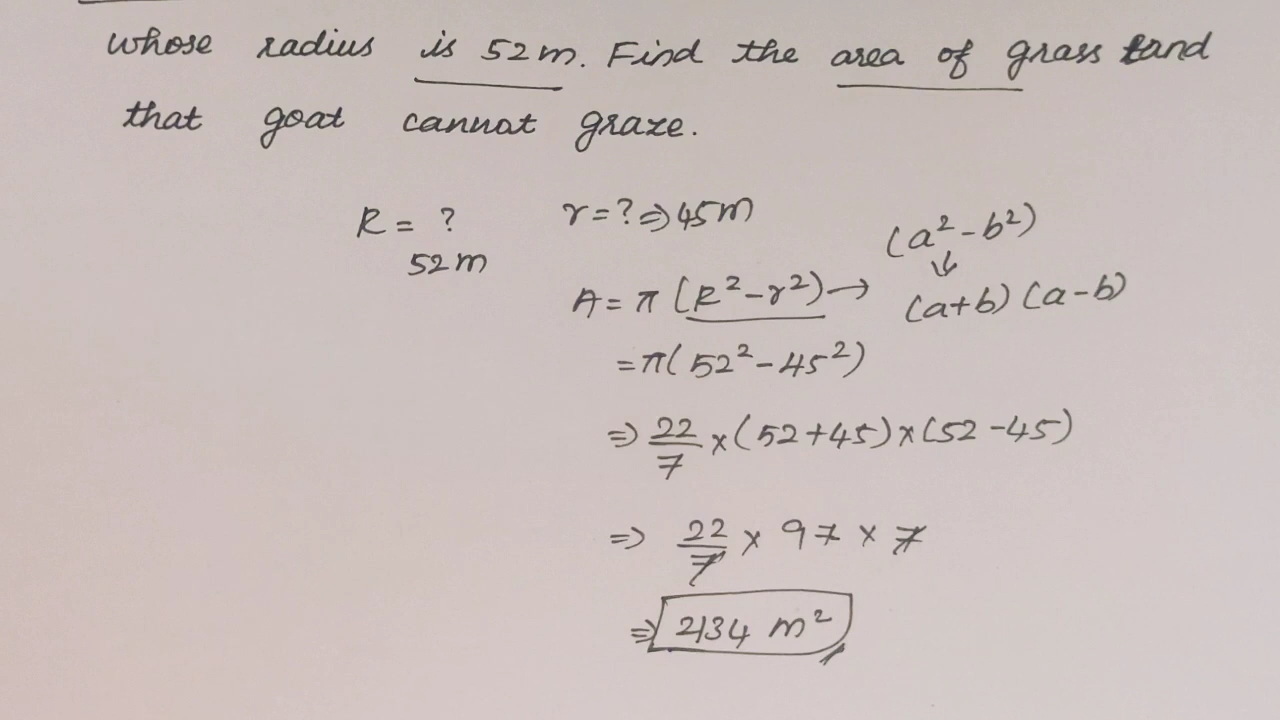 whose radius is 52m. Find the area of grass land
that goat cannot graze.
R = ?
52m
r=?⇒45m
(a²-b²)
↓
(a+b) (a-b)
A = π (R²-r²)→
=π(52²-45²)
⇒ 22/7 x (52+45) x (52-45)
⇒ 22/7 x 97 x 7
⇒ 2134 m²